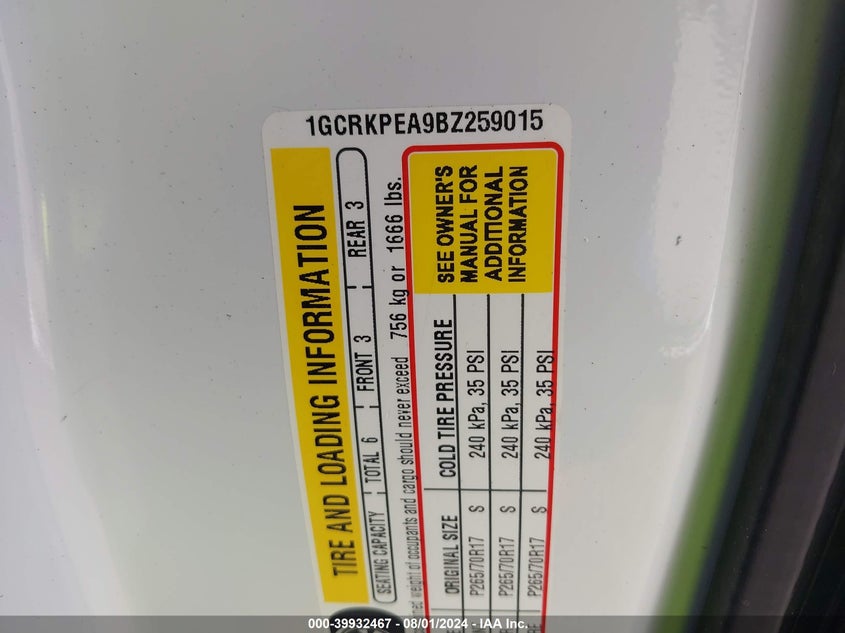 1GCRKPEA9BZ259015
TIRE AND LOADING INFORMATION
SEATING CAPACITY TOTAL 6 FRONT 3 REAR 3
weight of occupants and cargo should never exceed 756 kg or 1666 lbs.
ORIGINAL SIZE COLD TIRE PRESSURE
SEE OWNER'S
MANUAL FOR
ADDITIONAL
INFORMATION
P265/70R17 S 240 kPa, 35 PSI
P265/70R17 S 240 kPa, 35 PSI
P265/70R17 S 240 kPa, 35 PSI
000-39932467 - 08/01/2024 - IAA Inc.